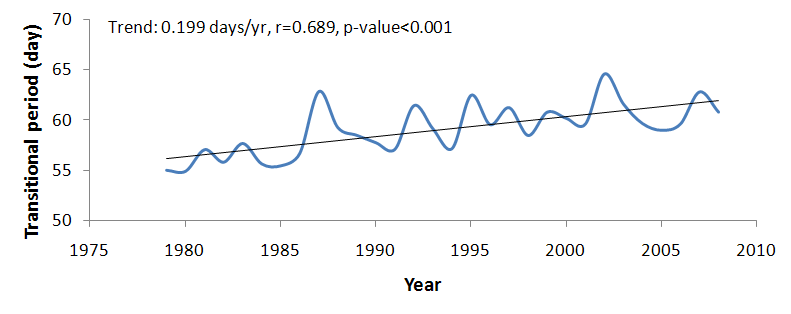 Trend: 0.199 days/yr, r=0.689, p-value<0.001
Transitional period (day)
70
65
60
55
50
1975 1980 1985 1990 1995 2000 2005 2010
Year